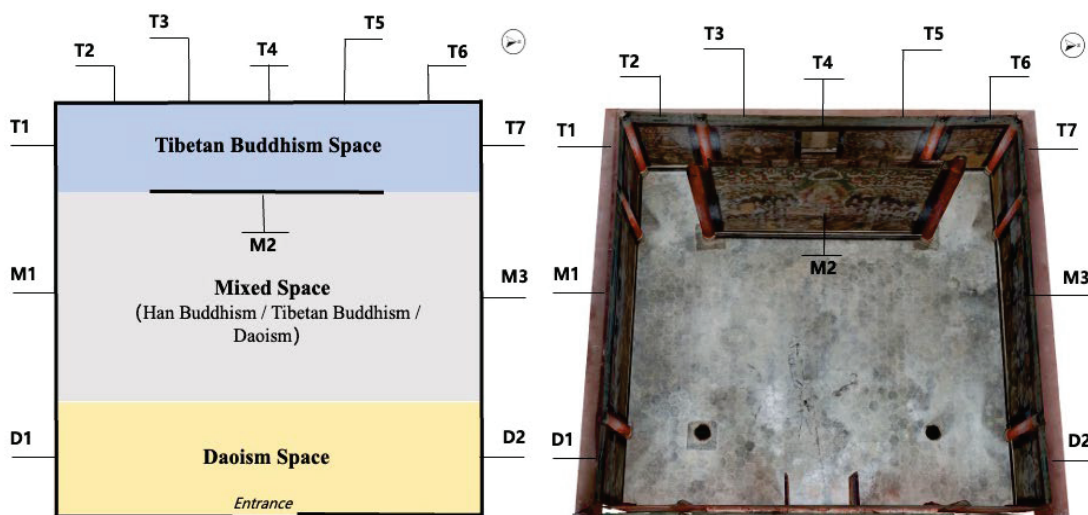 T3
T5
T2
T4
T6
T1
Tibetan Buddhism Space
T7
M2
M1
Mixed Space
M3
(Han Buddhism / Tibetan Buddhism /
Daoism)
D1
Daoism Space
D2
Entrance
T3
T5
T2
T4
T6
T1
T7
M2
M1
M3
D1
D2